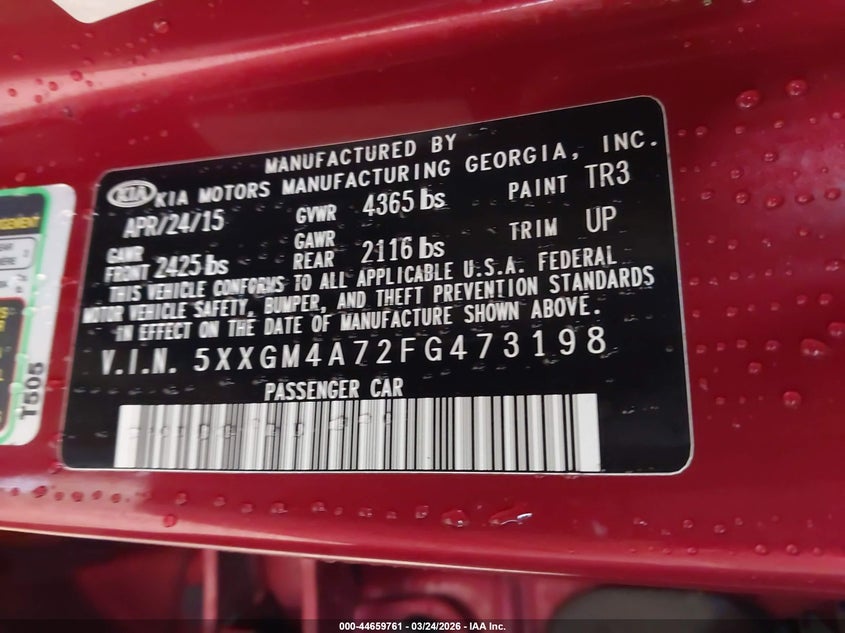 MANUFACTURED BY
KIA KIA MOTORS MANUFACTURING GEORGIA, INC.
APR/24/15 GVWR 4365 lbs PAINT TR3
GAWR FRONT 2425 lbs GAWR REAR 2116 lbs TRIM UP
THIS VEHICLE CONFORMS TO ALL APPLICABLE U.S.A. FEDERAL
MOTOR VEHICLE SAFETY, BUMPER, AND THEFT PREVENTION STANDARDS
IN EFFECT ON THE DATE OF MANUFACTURE SHOWN ABOVE.
V.I.N. 5XXGM4A72FG473198
PASSENGER CAR
T505
000-44659761 - 03/24/2026 - IAA Inc.